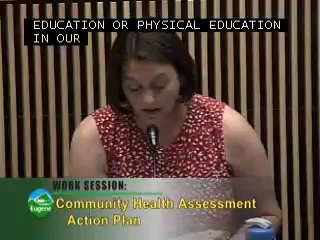 EDUCATION OR PHYSICAL EDUCATION
IN OUR
WORK SESSION:
Eugene
Community Health Assessment
Action Plan